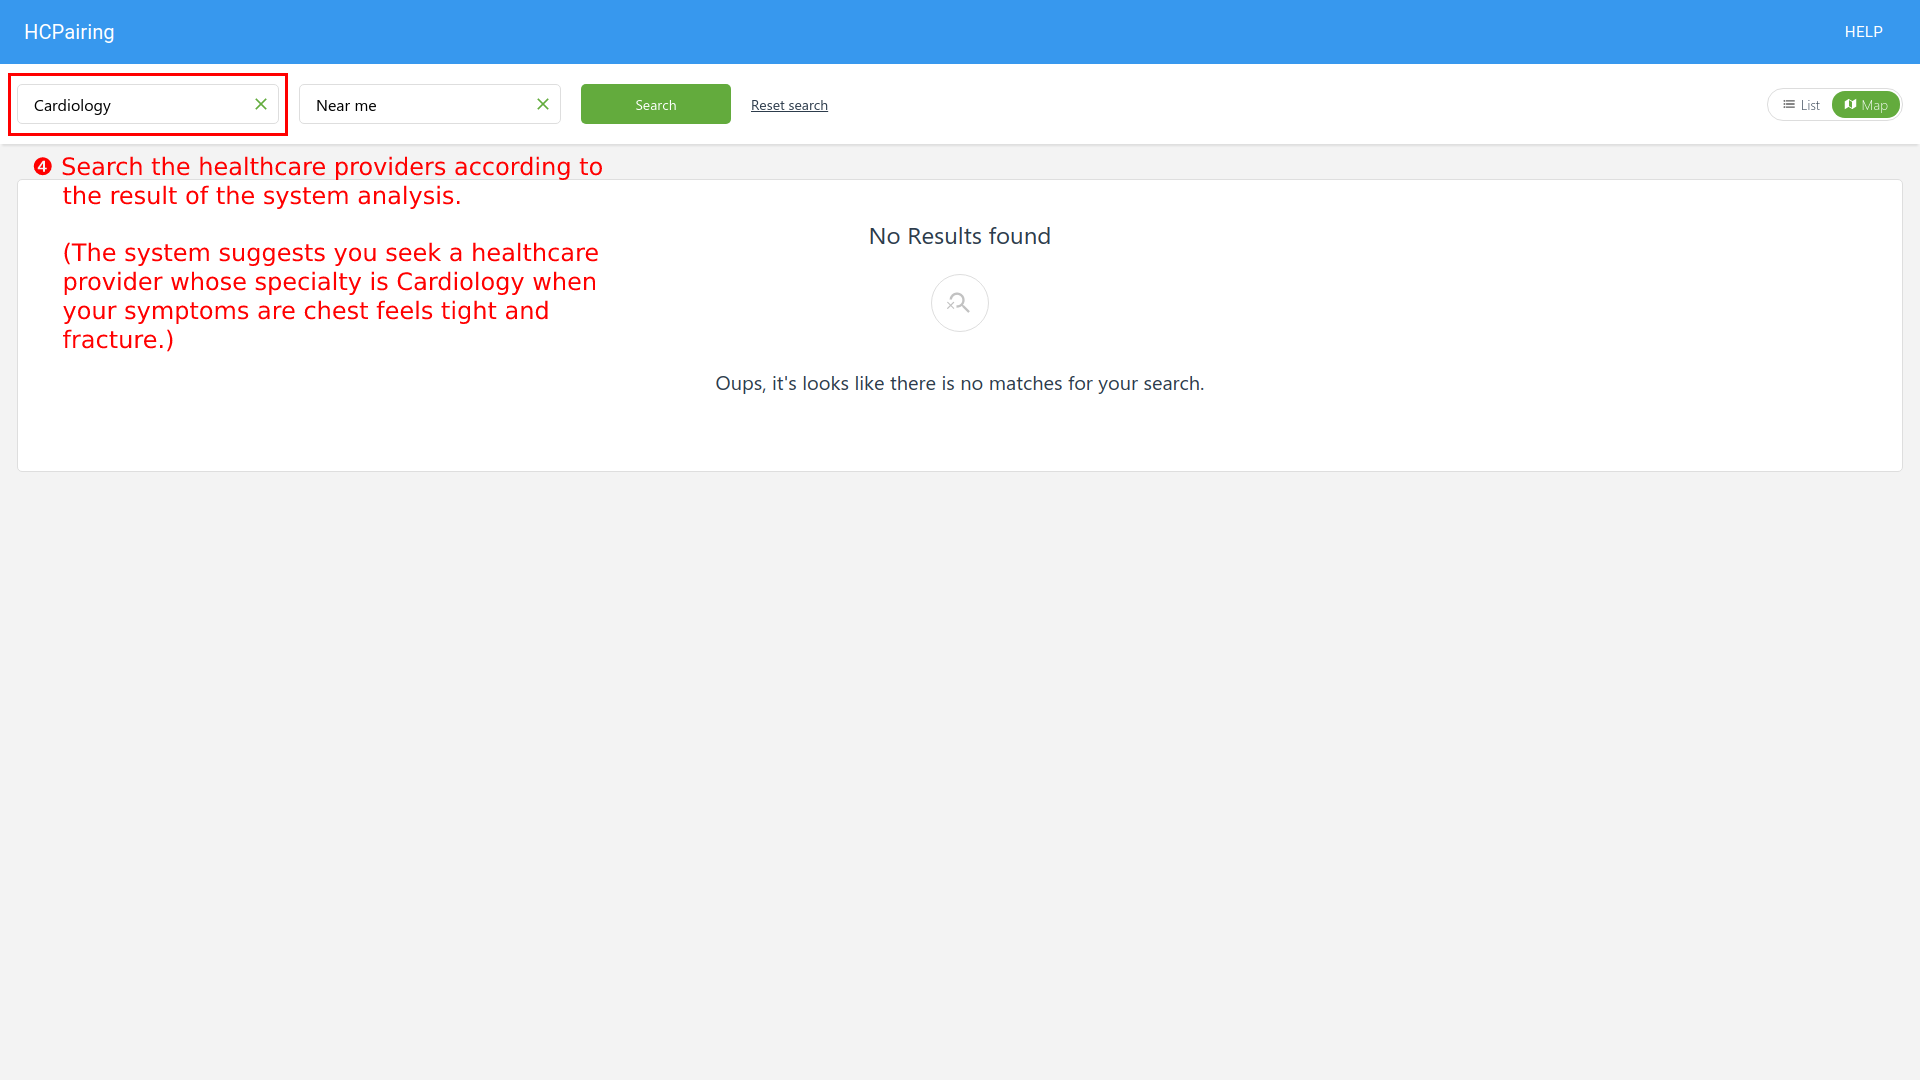 HCPairing
HELP
Cardiology
Near me
Search
Reset search
List
Map
❹ Search the healthcare providers according to
the result of the system analysis.
(The system suggests you seek a healthcare
provider whose specialty is Cardiology when
your symptoms are chest feels tight and
fracture.)
No Results found
Oups, it's looks like there is no matches for your search.